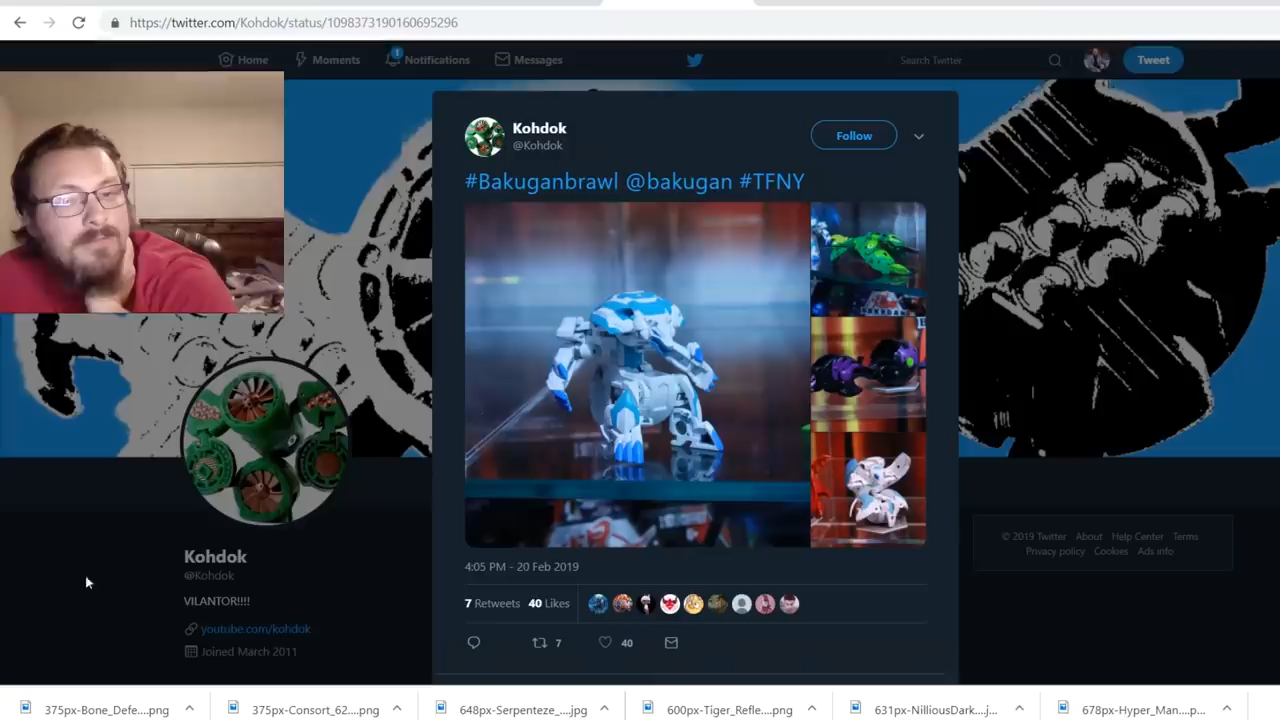 https://twitter.com/Kohdok/status/1098373190160695296
Home
Moments
1
Notifications
Messages
Search Twitter
Tweet
Kohdok
@Kohdok
Follow
#Bakuganbrawl @bakugan #TFNY
4:05 PM - 20 Feb 2019
7 Retweets 40 Likes
7
40
Kohdok
@Kohdok
VILANTOR!!!!
youtube.com/kohdok
Joined March 2011
© 2019 Twitter About Help Center Terms
Privacy policy Cookies Ads info
375px-Bone_Defe....png
375px-Consort_62....png
648px-Serpenteze_....jpg
600px-Tiger_Refle....png
631px-NilliousDark....j...
678px-Hyper_Man....p...